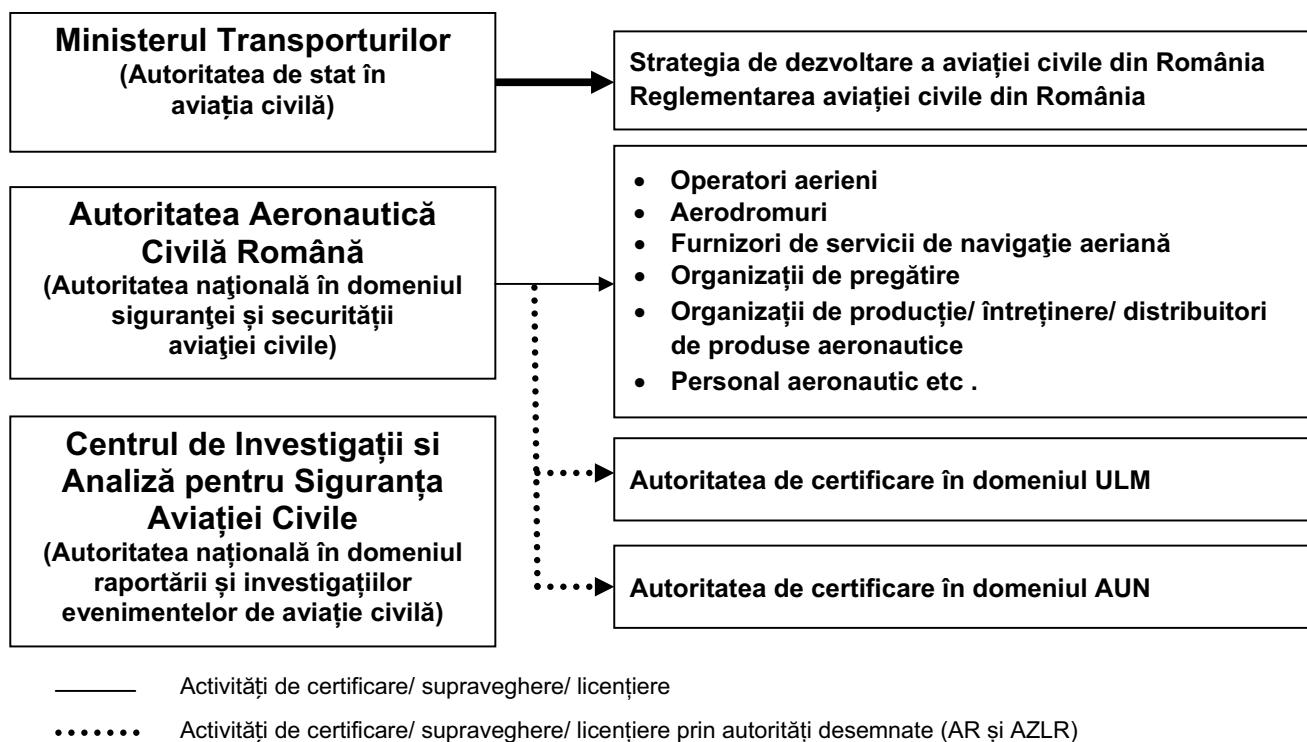 Ministerul Transporturilor
(Autoritatea de stat în
aviația civilă)
Strategia de dezvoltare a aviației civile din România
Reglementarea aviației civile din România
Autoritatea Aeronautică
Civilă Română
(Autoritatea naţională în domeniul
siguranţei și securității
aviaţiei civile)
• Operatori aerieni
• Aerodromuri
• Furnizori de servicii de navigaţie aeriană
• Organizații de pregătire
• Organizații de producție/ întreținere/ distribuitori
de produse aeronautice
• Personal aeronautic etc .
Centrul de Investigații si
Analiză pentru Siguranța
Aviației Civile
(Autoritatea națională în domeniul
raportării și investigațiilor
evenimentelor de aviație civilă)
Autoritatea de certificare în domeniul ULM
Autoritatea de certificare în domeniul AUN
Activități de certificare/ supraveghere/ licențiere
Activități de certificare/ supraveghere/ licențiere prin autorități desemnate (AR și AZLR)